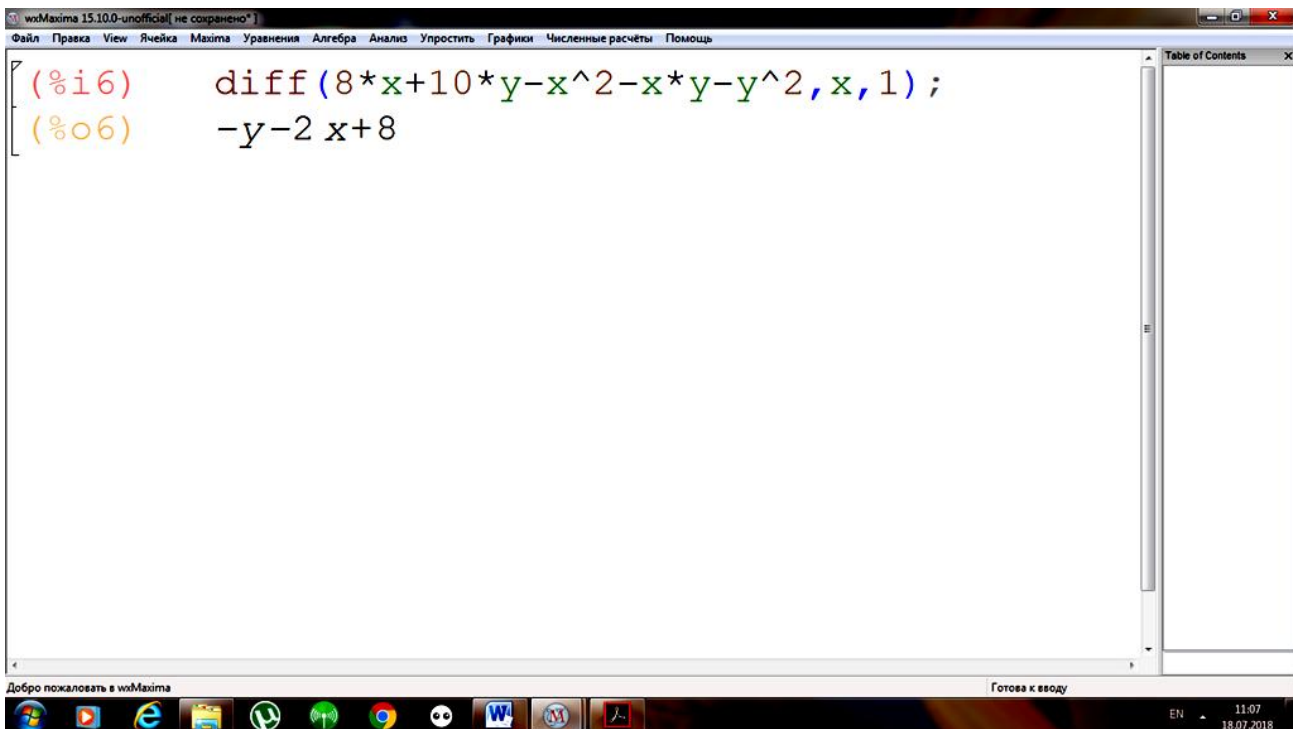 wxMaxima 15.10.0-unofficial[ не сохранено* ]
Файл Правка View Ячейка Maxima Уравнения Алгебра Анализ Упростить Графики Численные расчёты Помощь
Table of Contents
(%i6) diff(8*x+10*y-x^2-x*y-y^2,x,1);
(%o6) -y-2 x+8
Добро пожаловать в wxMaxima
Готова к вводу
EN
11:07
18.07.2018